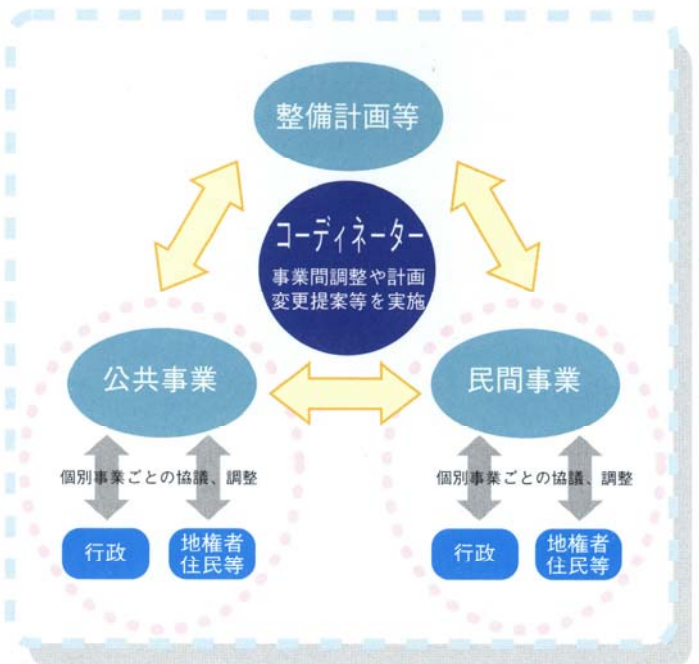 整備計画等
コーディネーター
事業間調整や計画
変更提案等を実施
公共事業
民間事業
個別事業ごとの協議、調整
個別事業ごとの協議、調整
行政
地権者
住民等
行政
地権者
住民等